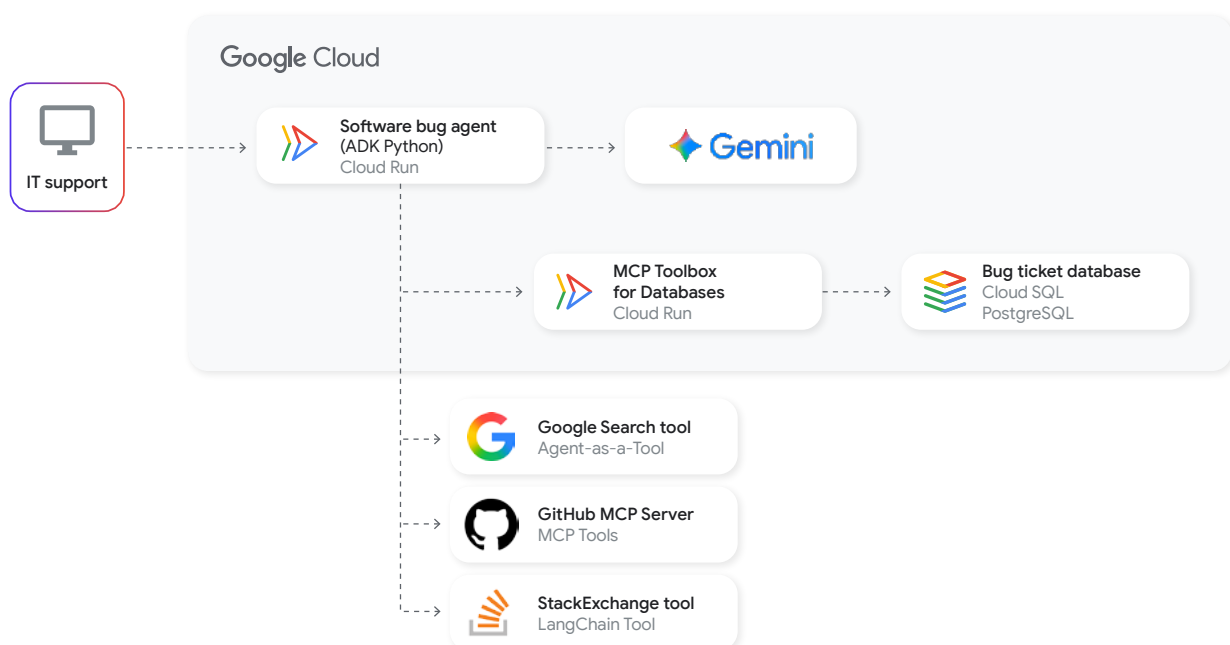 Google Cloud
IT support
Software bug agent
(ADK Python)
Cloud Run
Gemini
MCP Toolbox
for Databases
Cloud Run
Bug ticket database
Cloud SQL
PostgreSQL
Google Search tool
Agent-as-a-Tool
GitHub MCP Server
MCP Tools
StackExchange tool
LangChain Tool